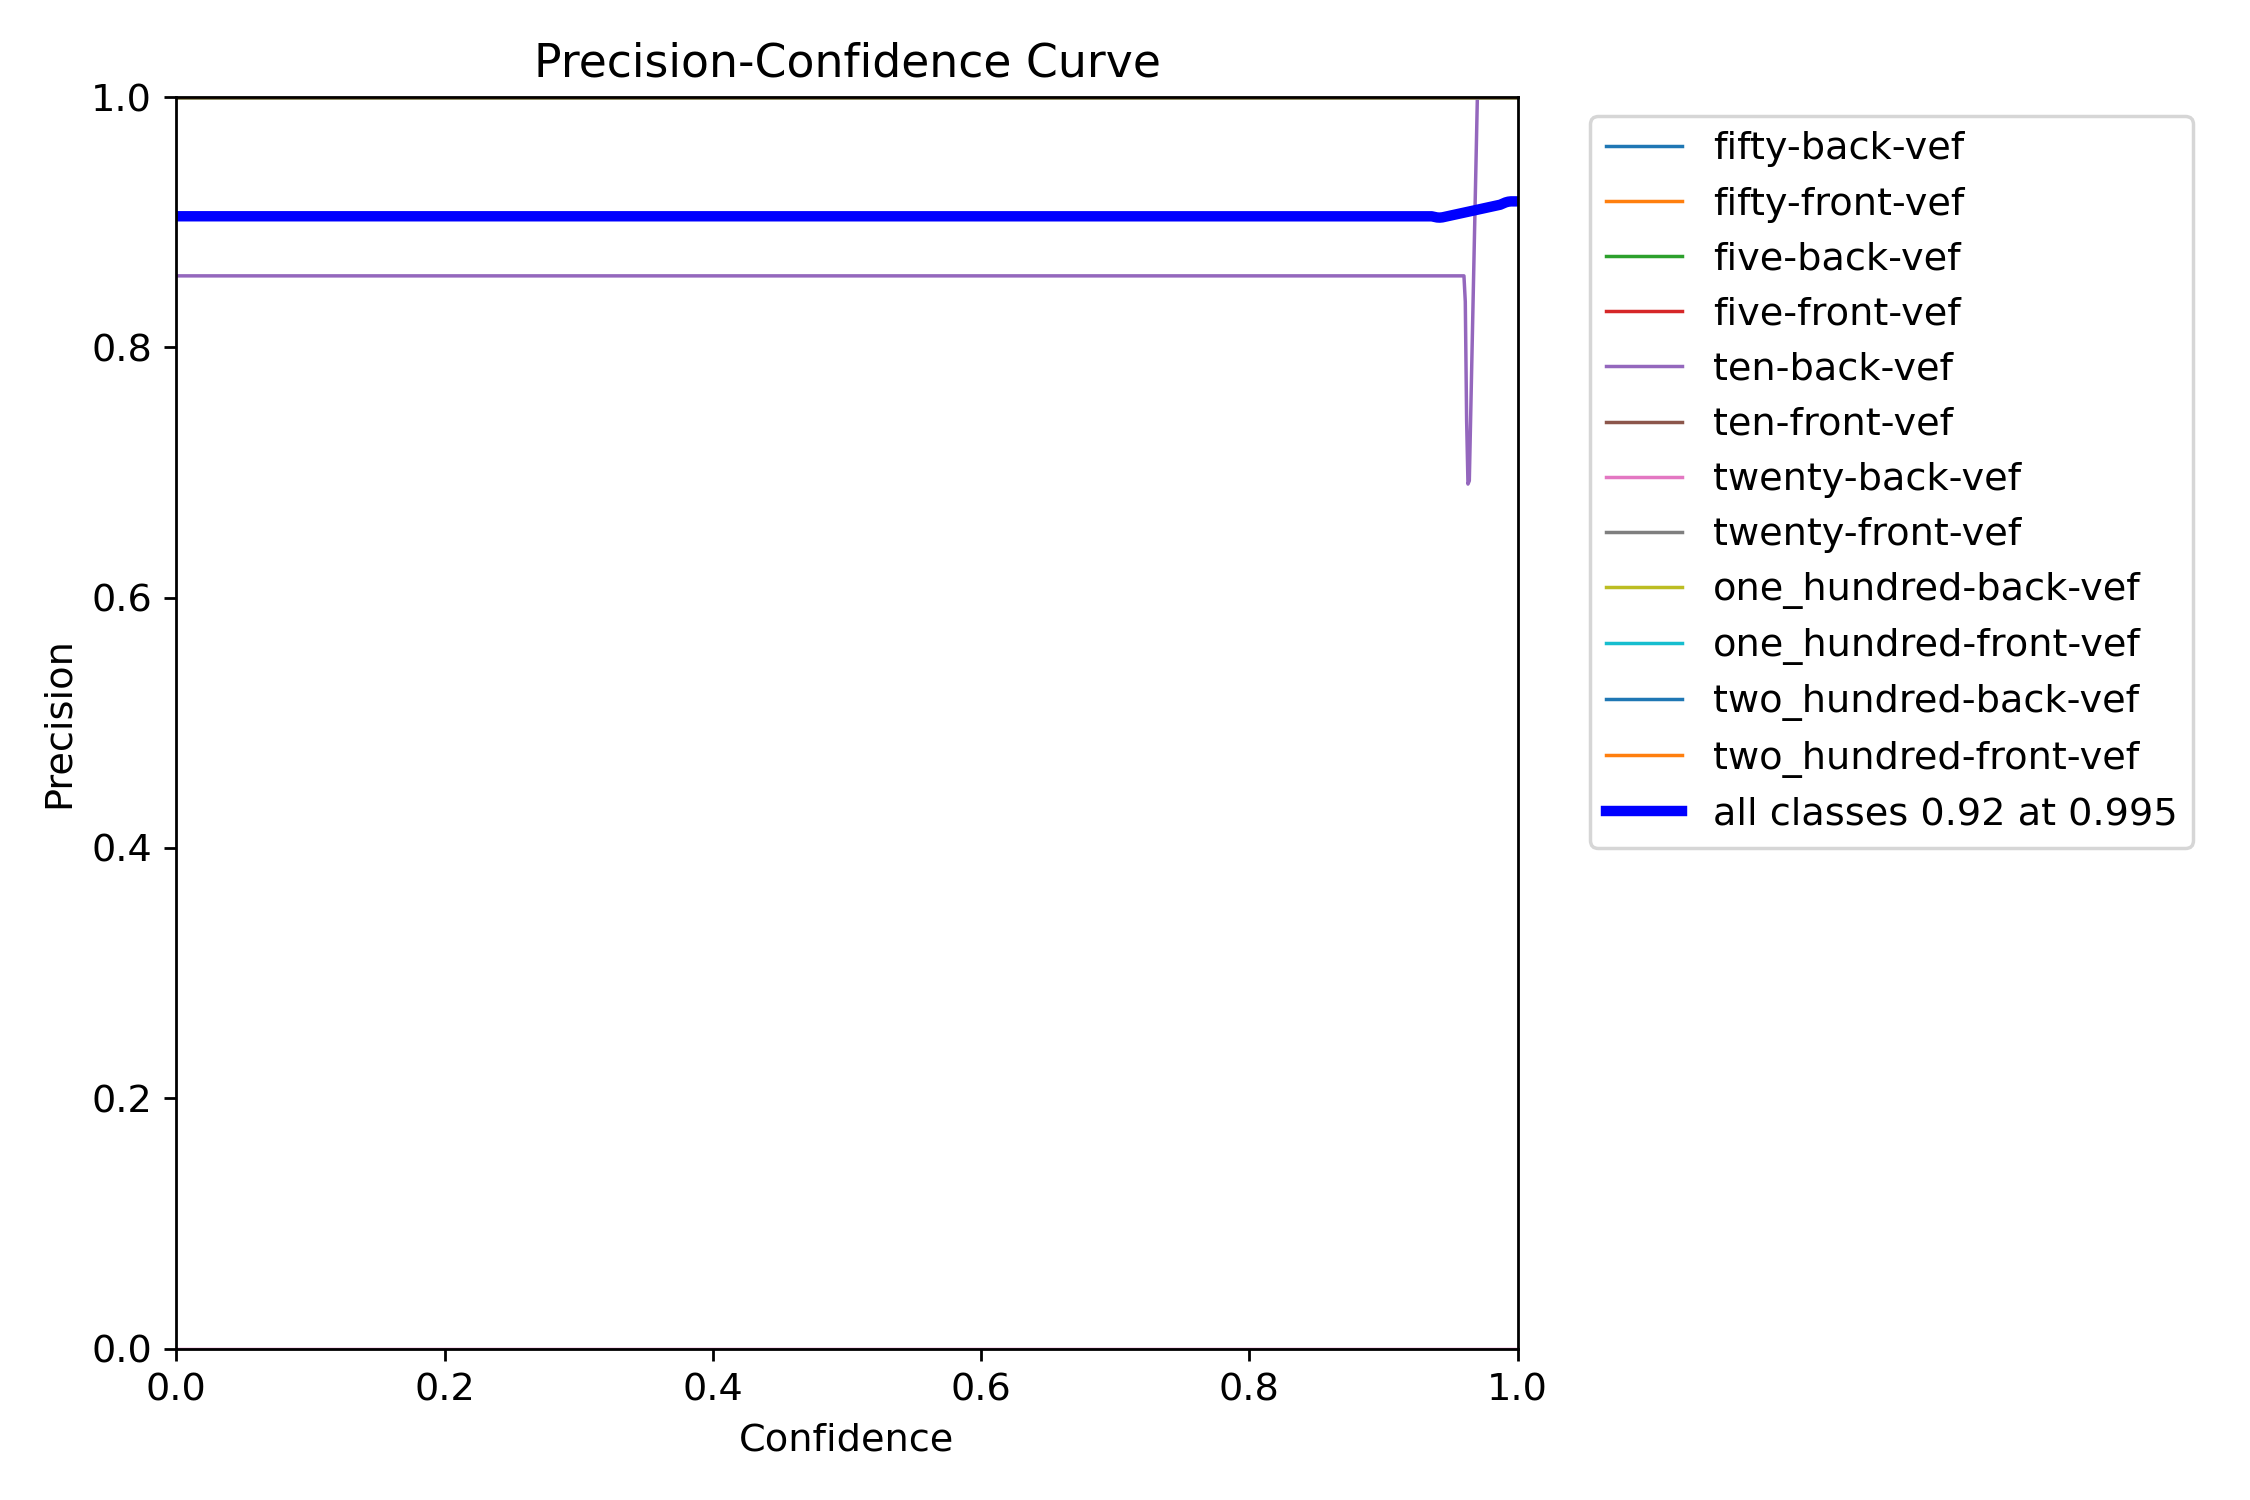 Precision-Confidence Curve
1.0
0.8
0.6
0.4
0.2
0.0
Precision
0.0 0.2 0.4 0.6 0.8 1.0
Confidence
fifty-back-vef
fifty-front-vef
five-back-vef
five-front-vef
ten-back-vef
ten-front-vef
twenty-back-vef
twenty-front-vef
one_hundred-back-vef
one_hundred-front-vef
two_hundred-back-vef
two_hundred-front-vef
all classes 0.92 at 0.995